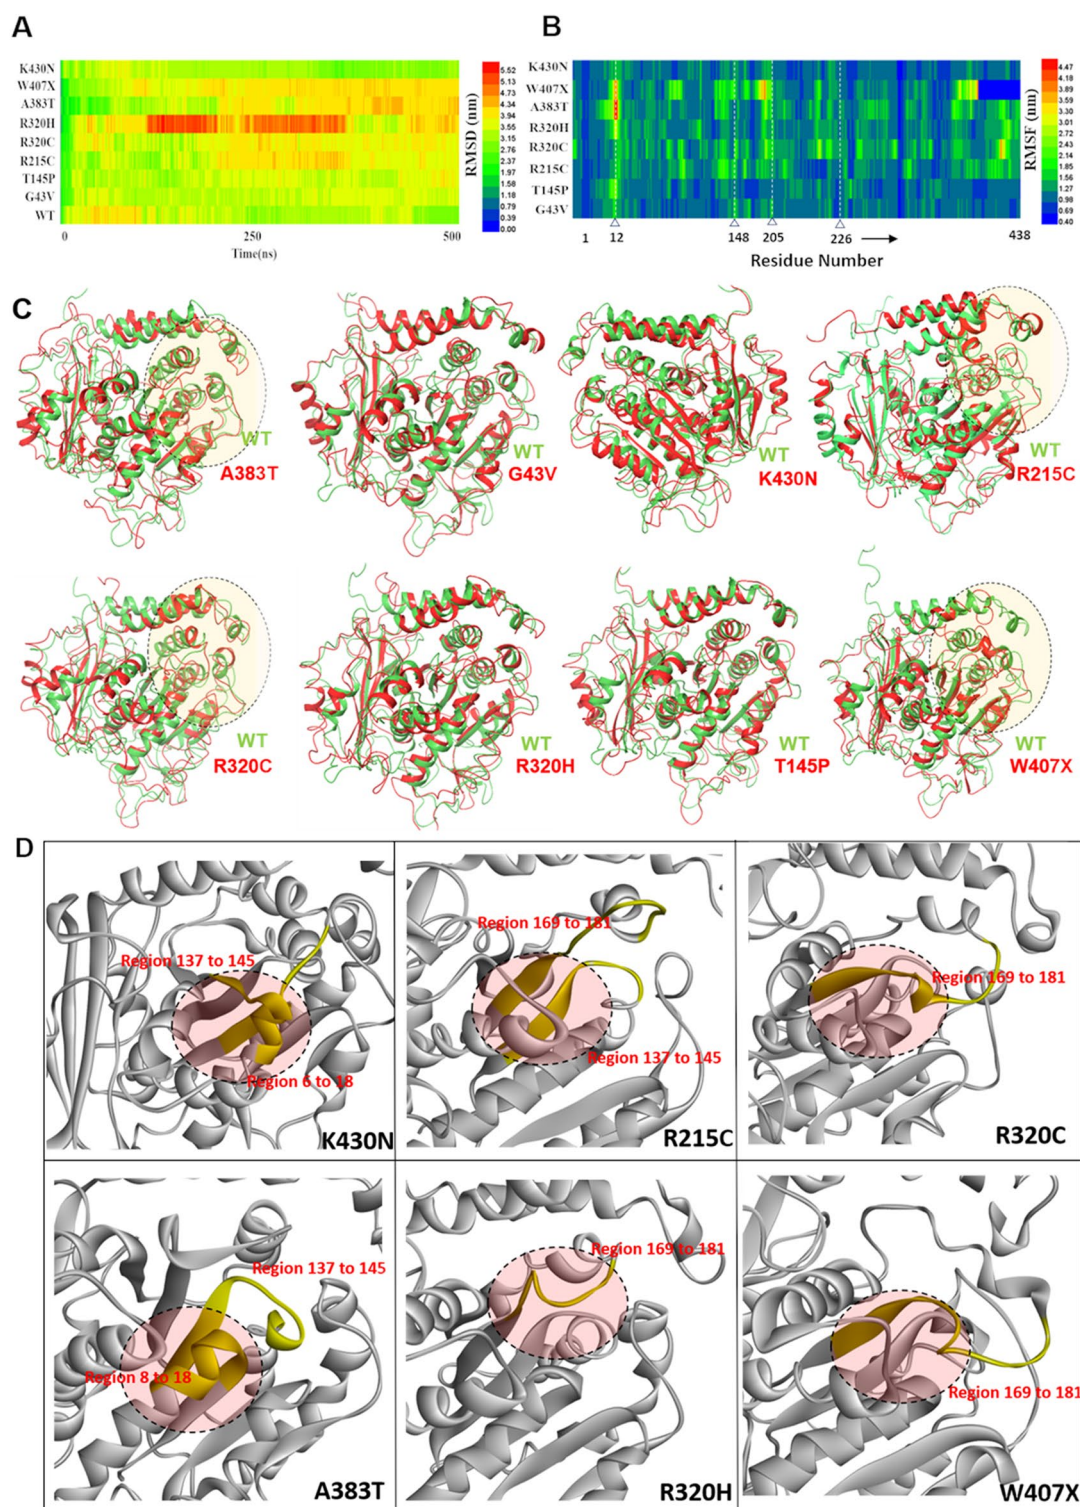 A
K430N
W407X
A383T
R320H
R320C
R215C
T145P
G43V
WT
0
250
500
Time(ns)
5.52
5.13
4.73
4.34
3.94
3.55
3.15
2.76
2.37
1.97
1.58
1.18
0.79
0.39
0.00
RMSD (nm)
B
K430N
W407X
A383T
R320H
R320C
R215C
T145P
G43V
1
12
148
205
226
438
Residue Number
4.47
4.18
3.89
3.59
3.30
3.01
2.72
2.43
2.14
1.85
1.56
1.27
0.98
0.69
0.40
RMSF (nm)
C
WT
A383T
WT
G43V
WT
K430N
WT
R215C
WT
R320C
WT
R320H
WT
T145P
WT
W407X
D
Region 137 to 145
Region 6 to 18
K430N
Region 169 to 181
Region 137 to 145
R215C
Region 169 to 181
R320C
Region 137 to 145
Region 8 to 18
A383T
Region 169 to 181
R320H
Region 169 to 181
W407X